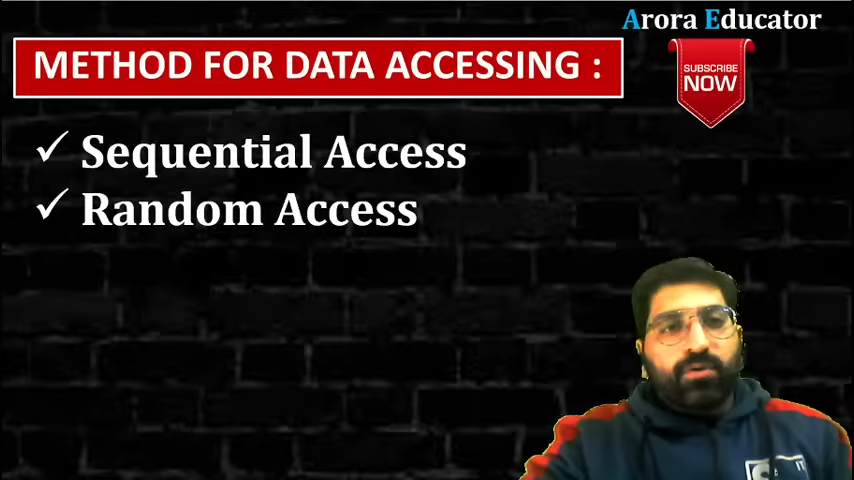 Arora Educator
METHOD FOR DATA ACCESSING :
SUBSCRIBE
NOW
✓ Sequential Access
✓ Random Access